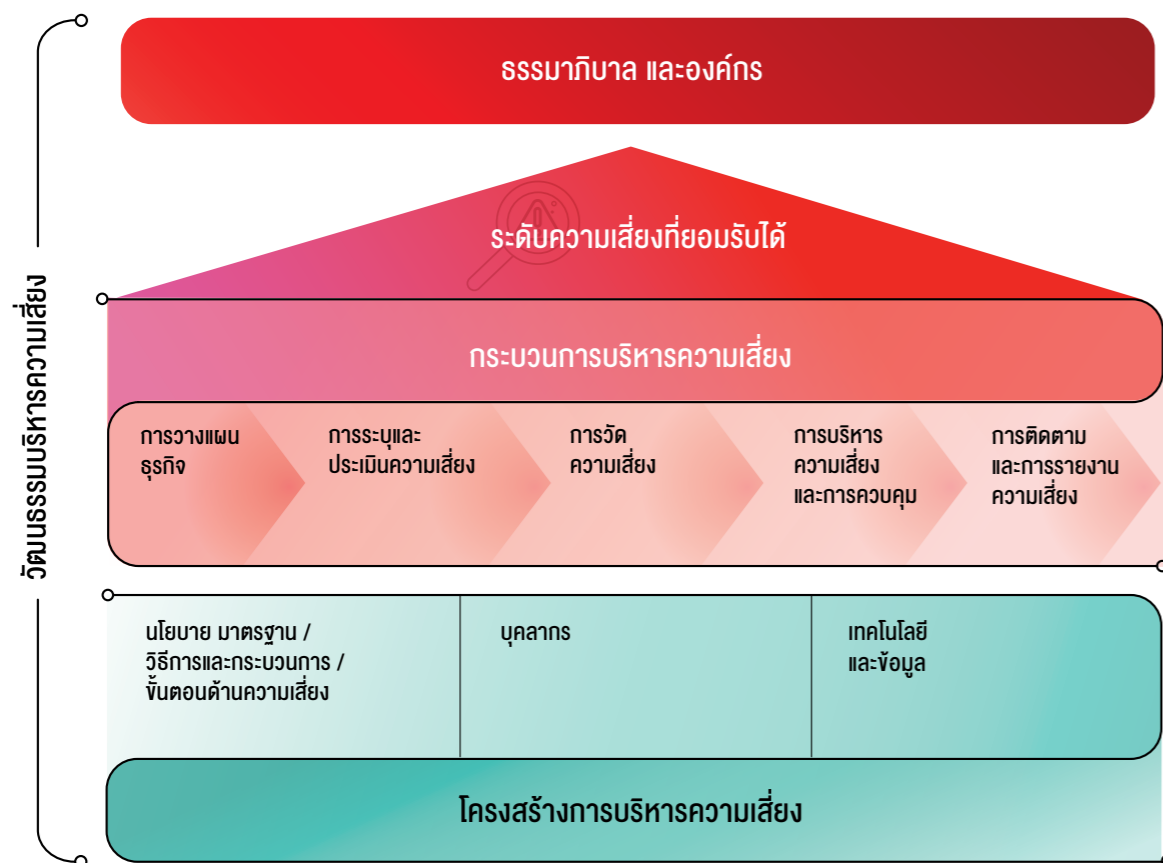 วัฒนธรรมบริหารความเสี่ยง
ธรรมาภิบาล และองค์กร
ระดับความเสี่ยงที่ยอมรับได้
กระบวนการบริหารความเสี่ยง
การวางแผน
ธุรกิจ
การระบุและ
ประเมินความเสี่ยง
การวัด
ความเสี่ยง
การบริหาร
ความเสี่ยง
และการควบคุม
การติดตาม
และการรายงาน
ความเสี่ยง
นโยบาย มาตรฐาน /
วิธีการและกระบวนการ /
ขั้นตอนด้านความเสี่ยง
บุคลากร
เทคโนโลยี
และข้อมูล
โครงสร้างการบริหารความเสี่ยง